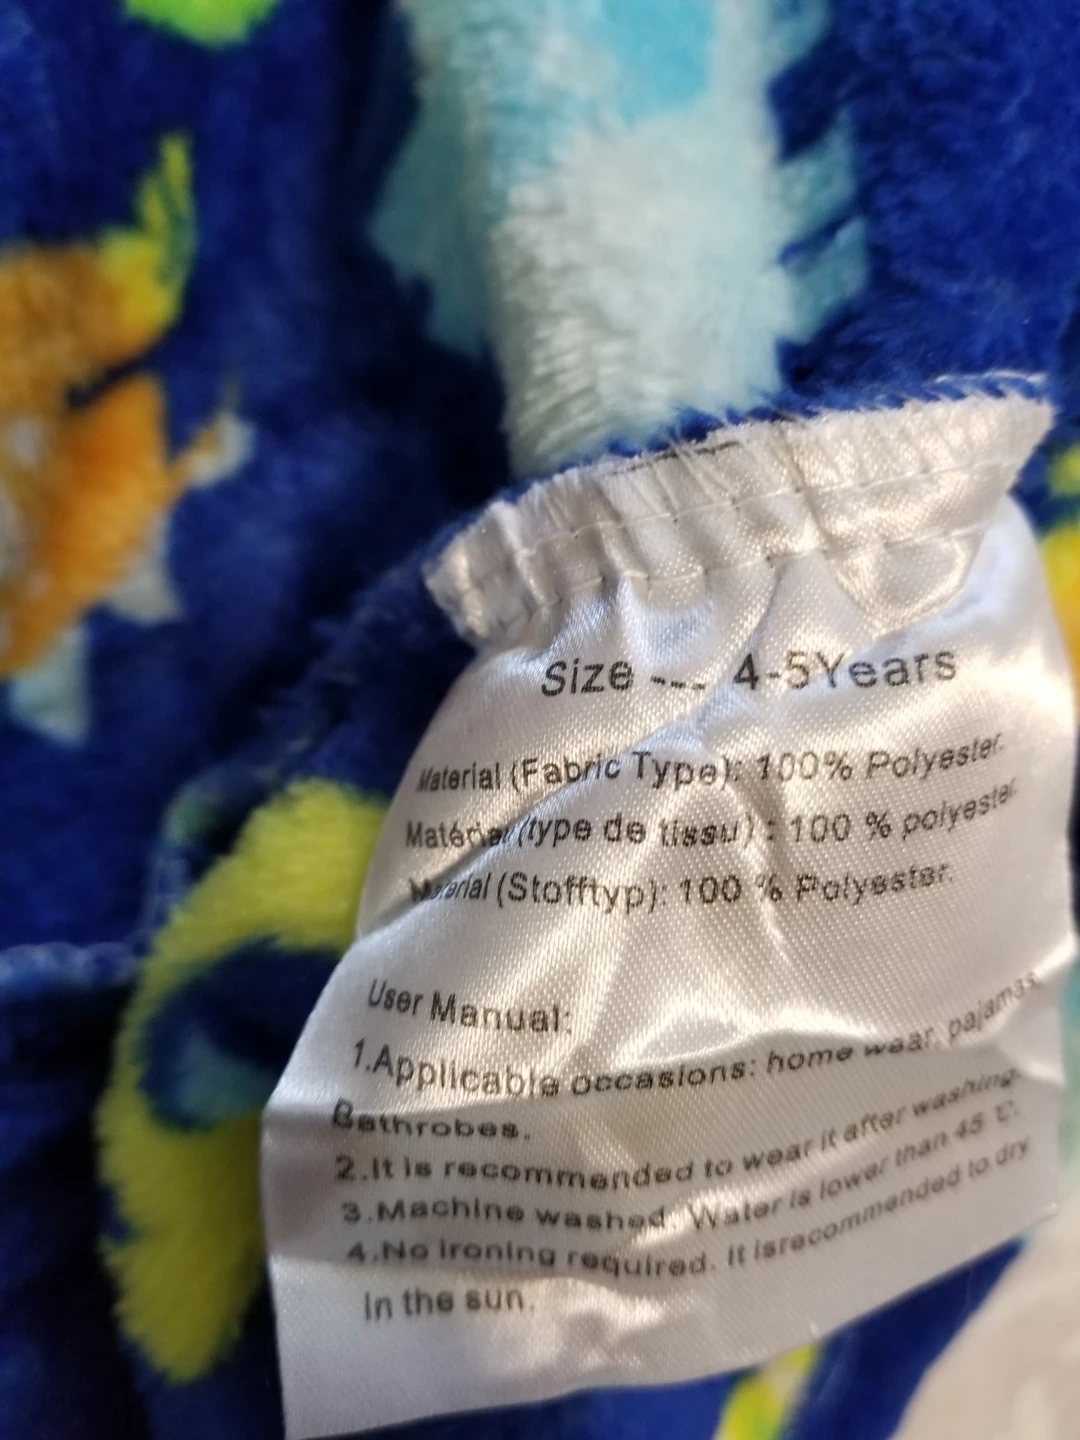 Size --- 4-5Years
Material (Fabric Type): 100% Polyester.
Matérial (type de tissu) : 100 % polyester.
Material (Stofftyp): 100 % Polyester.
User Manual:
1.Applicable occasions: home wear, pajamas,
Bathrobes.
2.It is recommended to wear it after washing.
3.Machine washed, Water is lower than 45 °C.
4.No ironing required. It isrecommended to dry
in the sun.